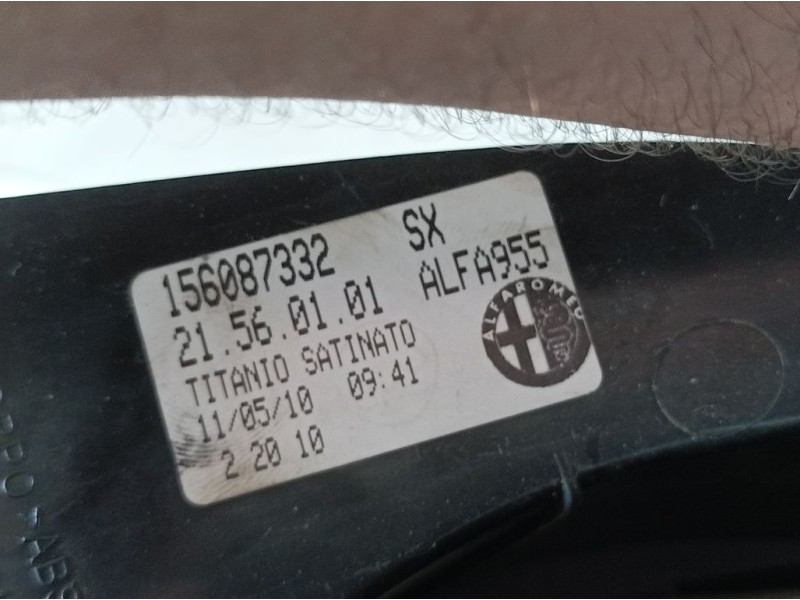 156087332 SX
21.56.01.01 ALFA955
TITANIO SATINATO
11/05/10 09:41
2 20 10
ALFA ROMEO